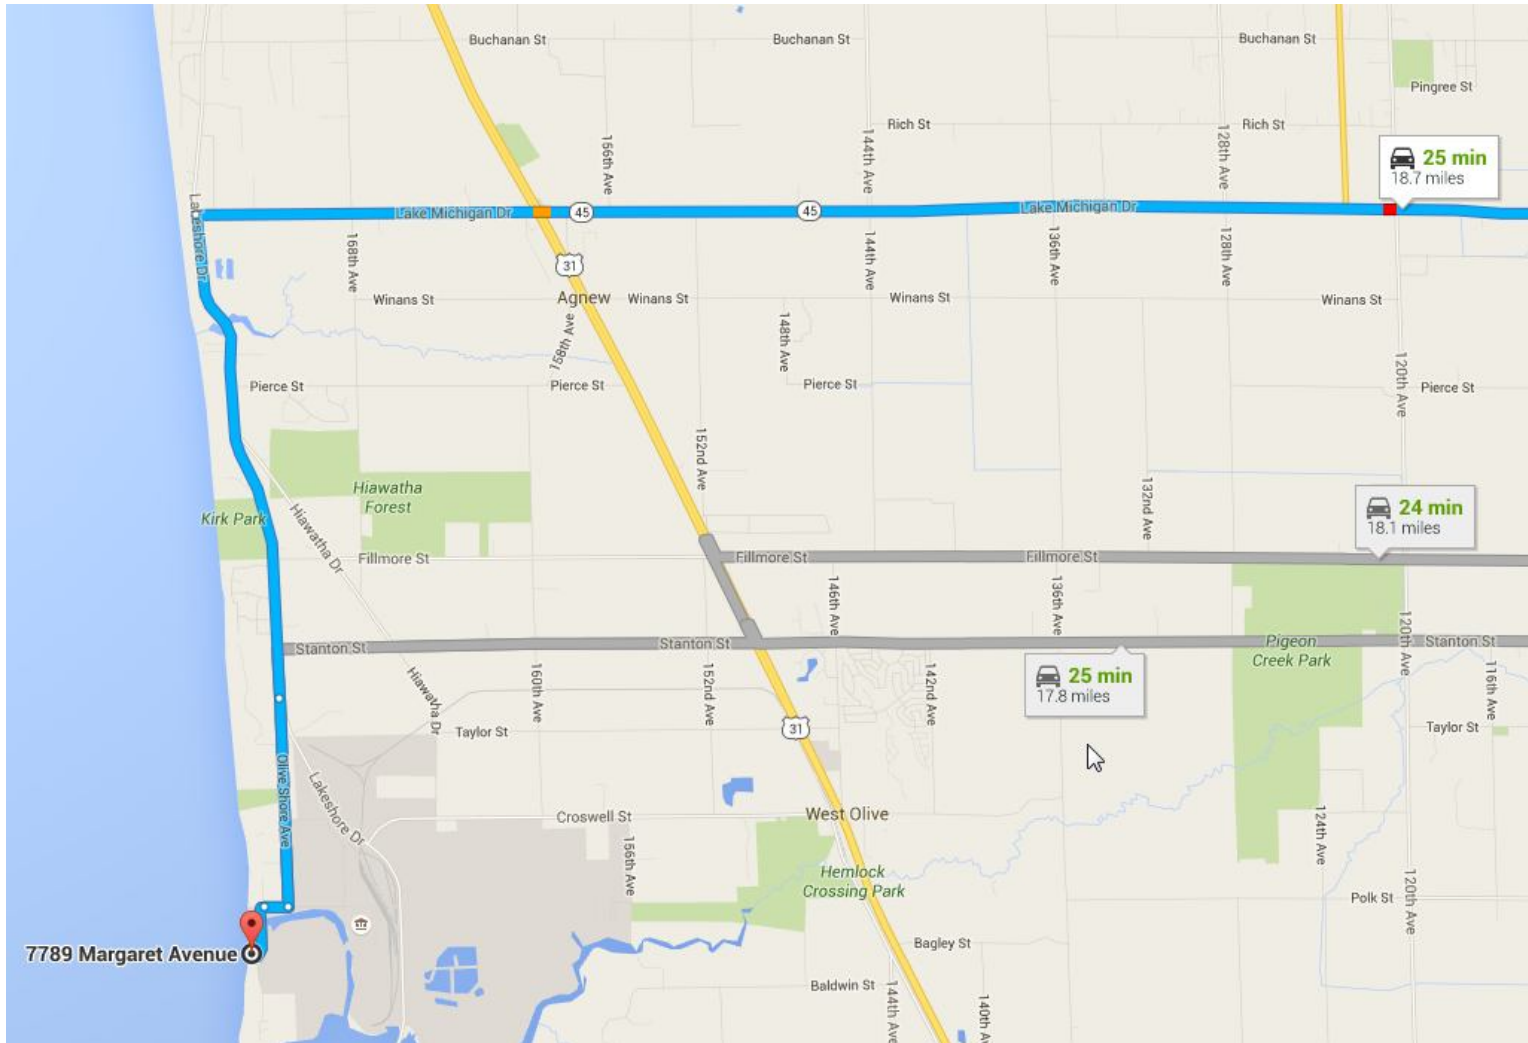 Buchanan St
Buchanan St
Buchanan St
Pingree St
Rich St
Rich St
156th Ave
144th Ave
128th Ave
25 min
18.7 miles
Lakeshore Dr
Lake Michigan Dr
45
45
Lake Michigan Dr
168th Ave
31
144th Ave
136th Ave
128th Ave
Winans St
Agnew
Winans St
Winans St
Winans St
158th Ave
148th Ave
120th Ave
Pierce St
Pierce St
Pierce St
Pierce St
152nd Ave
Hiawatha
Forest
Kirk Park
Hiawatha Dr
132nd Ave
24 min
18.1 miles
Fillmore St
Fillmore St
Fillmore St
146th Ave
136th Ave
120th Ave
Stanton St
Stanton St
Pigeon
Creek Park
Stanton St
25 min
17.8 miles
Hiawatha Dr
160th Ave
152nd Ave
142nd Ave
116th Ave
Taylor St
31
Taylor St
Olive Shore Ave
Lakeshore Dr
Croswell St
West Olive
156th Ave
124th Ave
Hemlock
Crossing Park
120th Ave
Polk St
7789 Margaret Avenue
Bagley St
Baldwin St
144th Ave
140th A